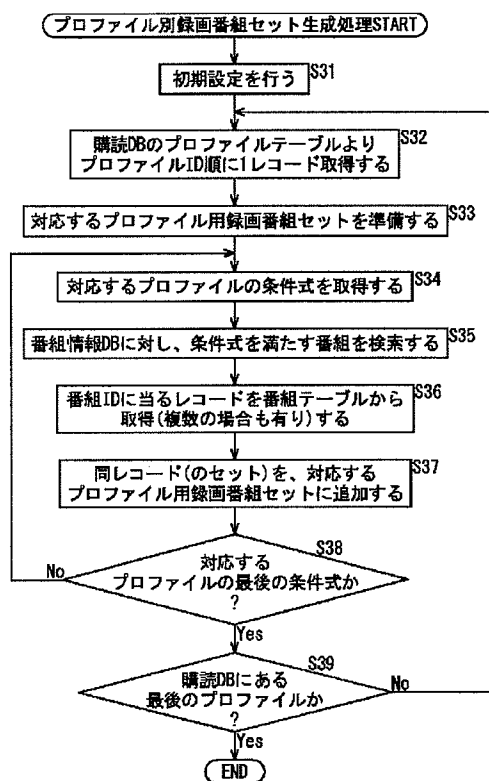 プロファイル別録画番組セット生成処理START
初期設定を行う
S31
購読DBのプロファイルテーブルより
プロファイルID順に1レコード取得する
S32
対応するプロファイル用録画番組セットを準備する
S33
対応するプロファイルの条件式を取得する
S34
番組情報DBに対し、条件式を満たす番組を検索する
S35
番組IDに当るレコードを番組テーブルから
取得(複数の場合も有り)する
S36
同レコード(のセット)を、対応する
プロファイル用録画番組セットに追加する
S37
対応する
プロファイルの最後の条件式か
?
S38
No
Yes
購読DBにある
最後のプロファイルか
?
S39
No
Yes
END